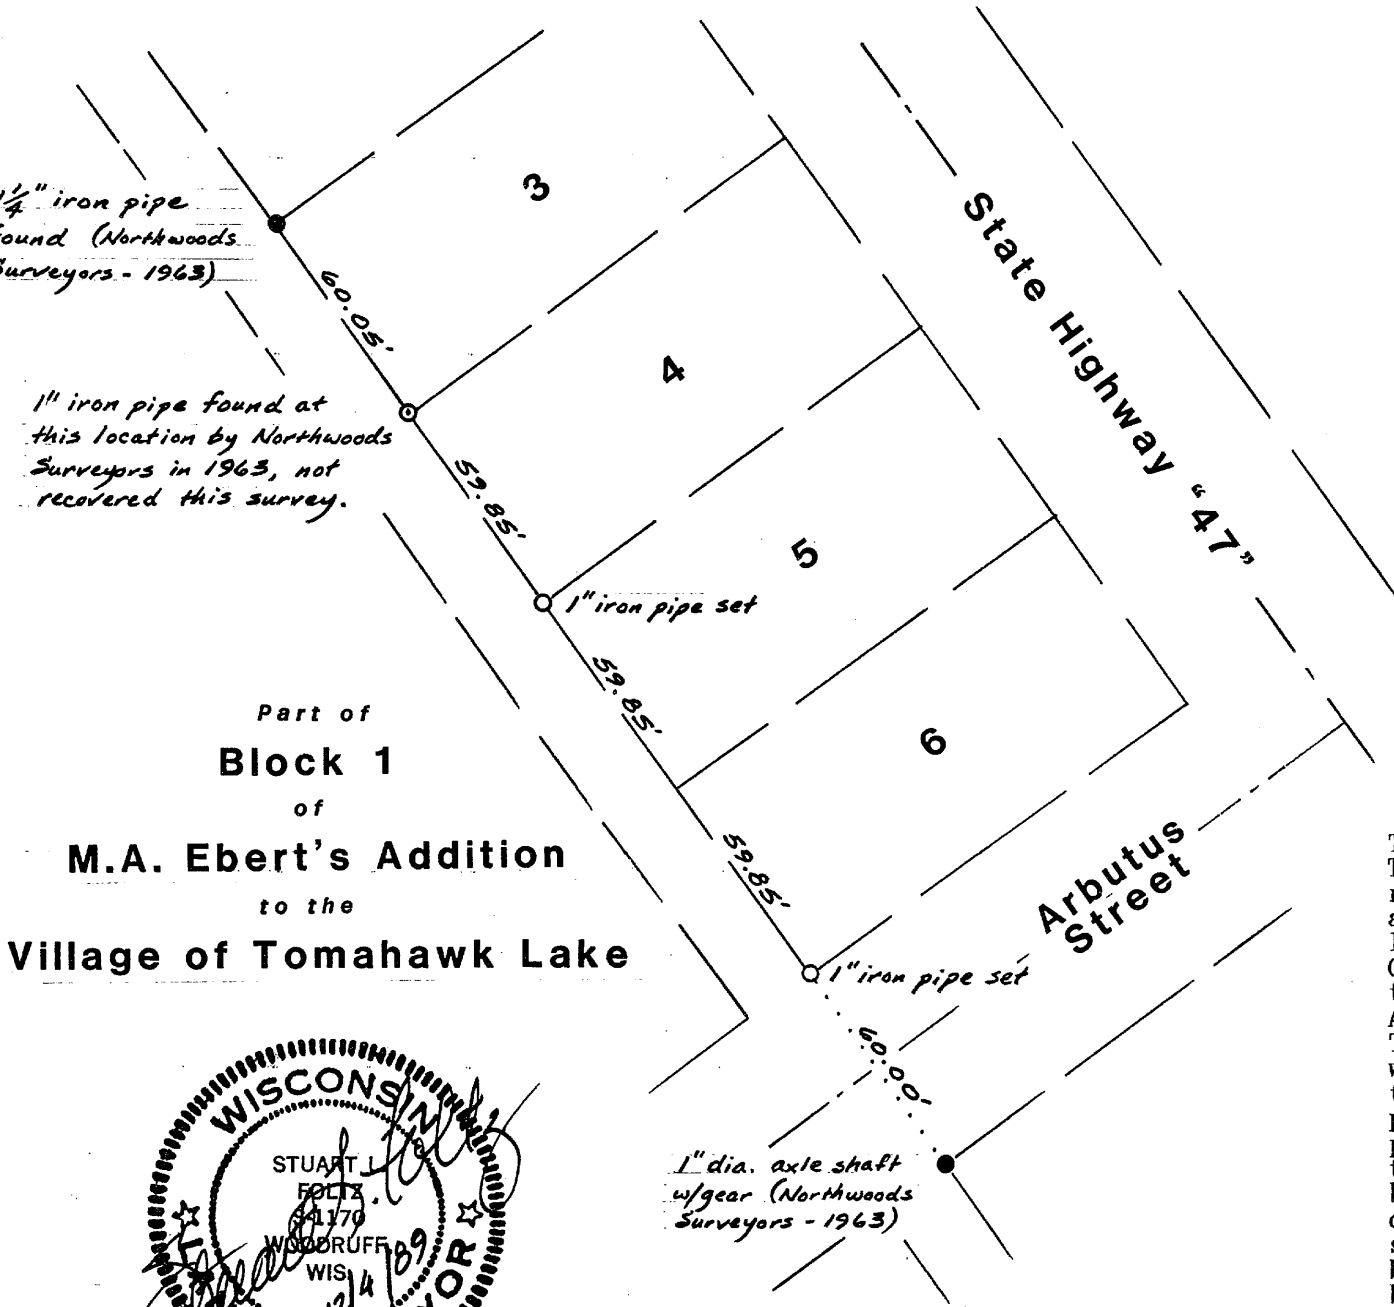 3
1/4" iron pipe
found (Northwoods
Surveyors - 1963)
60.05'
State Highway "47"
4
1" iron pipe found at
this location by Northwoods
Surveyors in 1963, not
recovered this survey.
59.85'
5
1" iron pipe set
59.85'
6
Part of
Block 1
of
M.A. Ebert's Addition
to the
Village of Tomahawk Lake
59.85'
Arbutus
Street
1" iron pipe set
60.00'
1" dia. axle shaft
w/gear (Northwoods
Surveyors - 1963)
WISCONSIN
STUART
FOLTZ
S-1170
WOODRUFF
WIS.